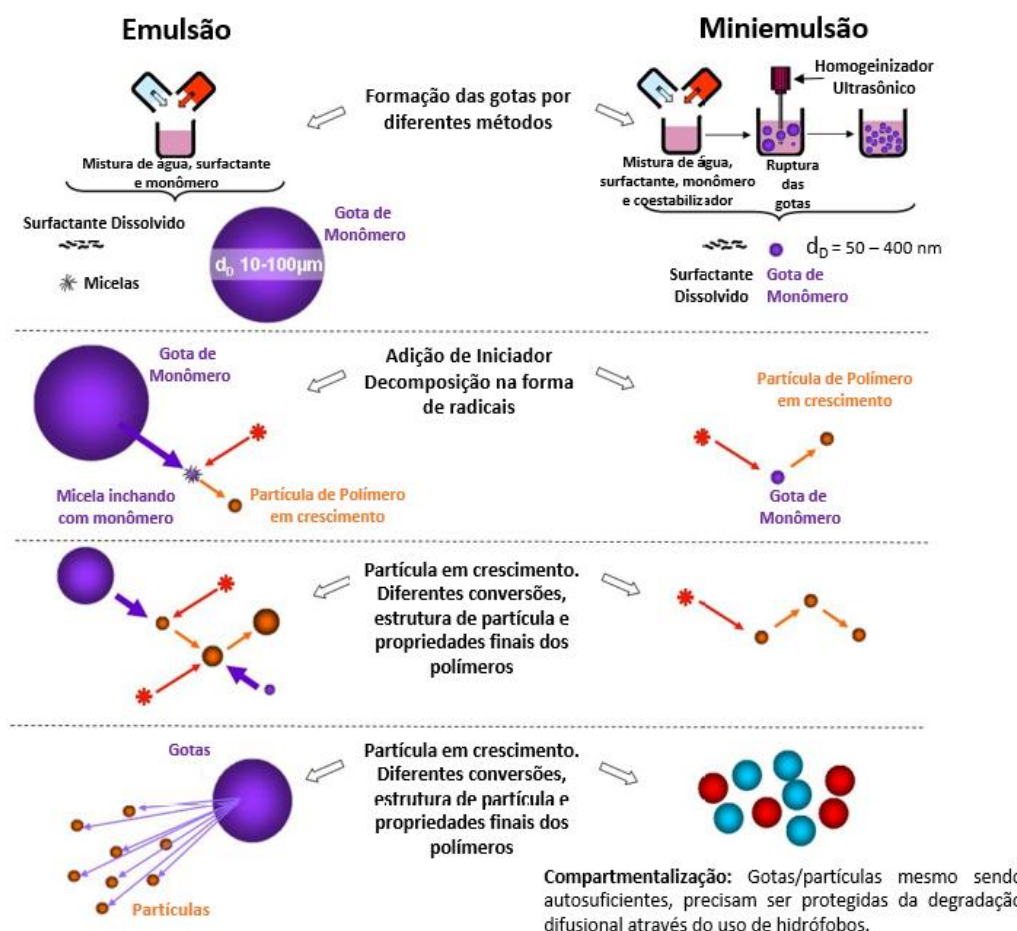 Emulsão
Miniemulsão
Formação das gotas por
diferentes métodos
Homogeinizador
Ultrasônico
Mistura de água, surfactante
e monômero
Mistura de água,
surfactante, monômero
e coestabilizador
Ruptura
das
gotas
Surfactante Dissolvido
Micelas
Gota de
Monômero
d_D 10-100µm
Surfactante
Dissolvido
Gota de
Monômero
d_D = 50 – 400 nm
Gota de
Monômero
Adição de Iniciador
Decomposição na forma
de radicais
Partícula de Polímero
em crescimento
Micela inchando
com monômero
Partícula de Polímero
em crescimento
Gota de
Monômero
Partícula em crescimento.
Diferentes conversões,
estrutura de partícula e
propriedades finais dos
polímeros
Gotas
Partículas
Partícula em crescimento.
Diferentes conversões,
estrutura de partícula e
propriedades finais dos
polímeros
Compartmentalização: Gotas/partículas mesmo sendo
autosuficientes, precisam ser protegidas da degradação
difusional através do uso de hidrófobos.